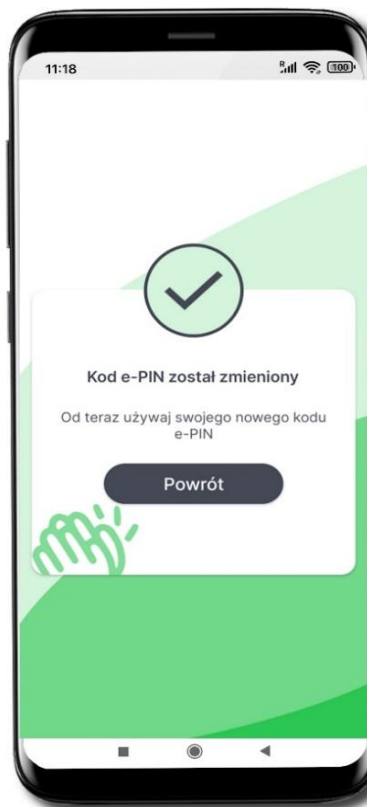 11:18
R
100
Kod e-PIN został zmieniony
Od teraz używaj swojego nowego kodu
e-PIN
Powrót